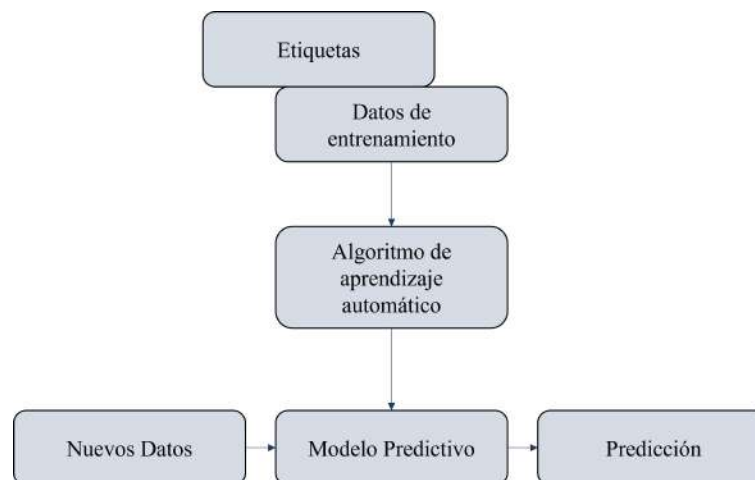 Etiquetas
Datos de
entrenamiento
Algoritmo de
aprendizaje
automático
Nuevos Datos
Modelo Predictivo
Predicción